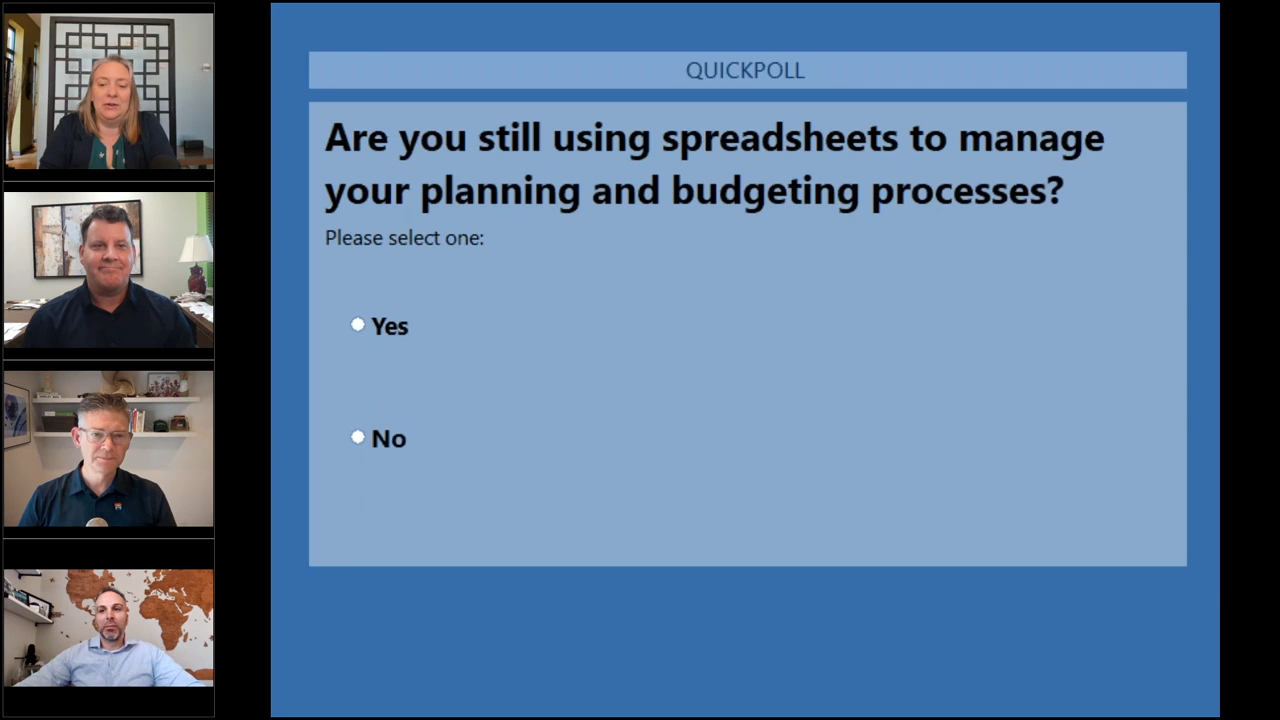 QUICKPOLL
Are you still using spreadsheets to manage
your planning and budgeting processes?
Please select one:
Yes
No